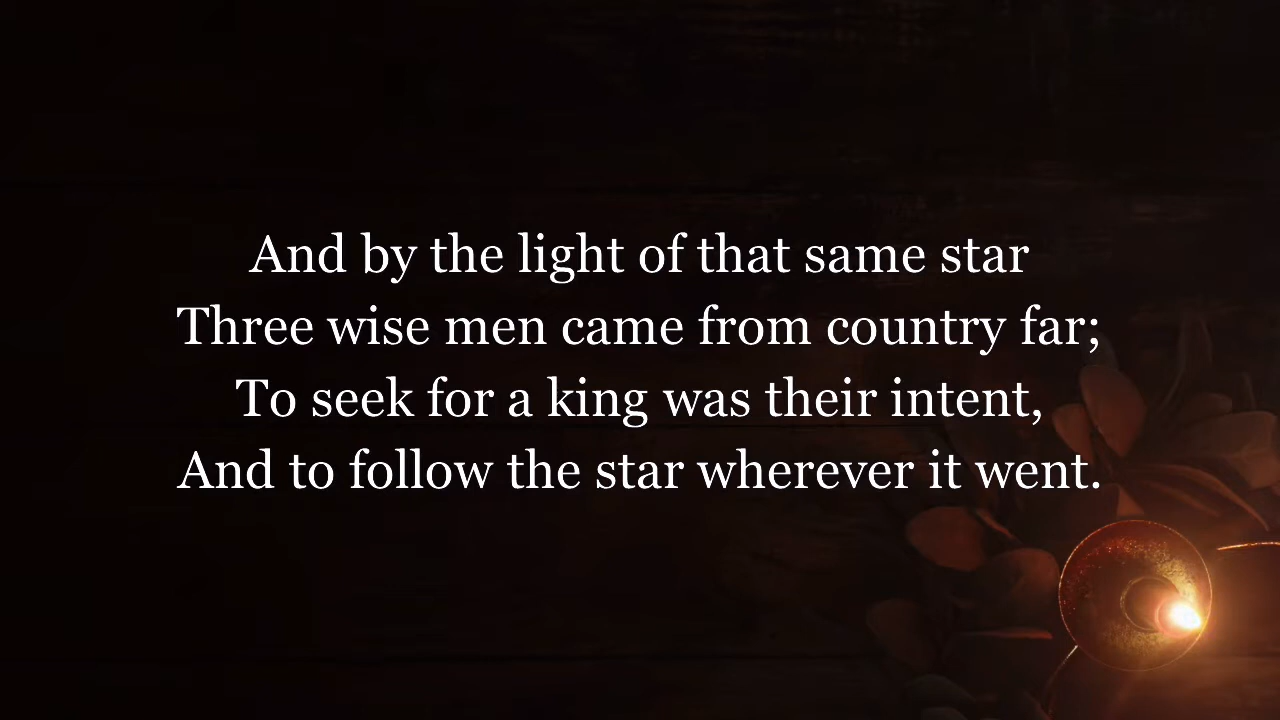 And by the light of that same star
Three wise men came from country far;
To seek for a king was their intent,
And to follow the star wherever it went.